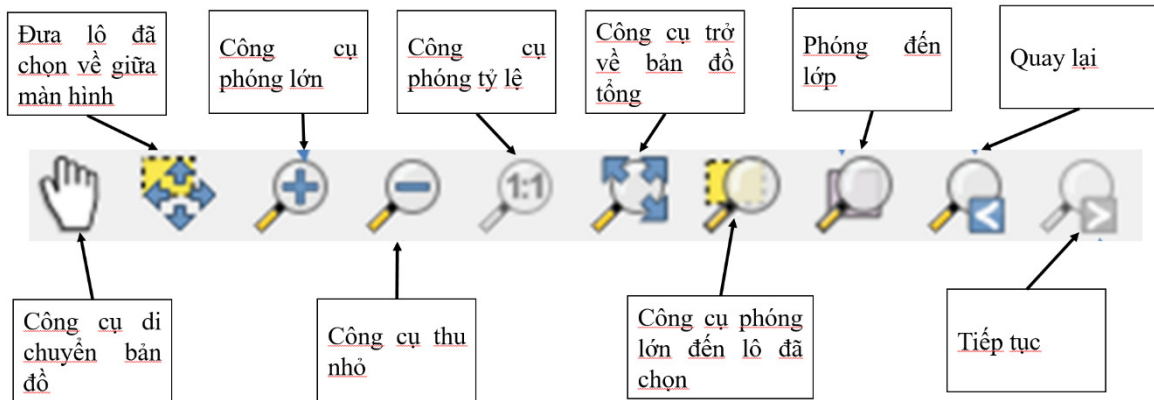 Đưa lô đã
chọn về giữa
màn hình
Công cụ
phóng lớn
Công cụ
phóng tỷ lệ
Công cụ trở
về bản đồ
tổng
Phóng đến
lớp
Quay lại
1:1
Công cụ di
chuyển bản
đồ
Công cụ thu
nhỏ
Công cụ phóng
lớn đến lô đã
chọn
Tiếp tục